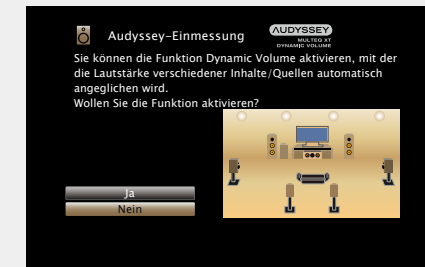 Audyssey-Einmessung
AUDYSSEY
MULTEQ XT
DYNAMIC VOLUME
Sie können die Funktion Dynamic Volume aktivieren, mit der
die Lautstärke verschiedener Inhalte/Quellen automatisch
angeglichen wird.
Wollen Sie die Funktion aktivieren?
Ja
Nein